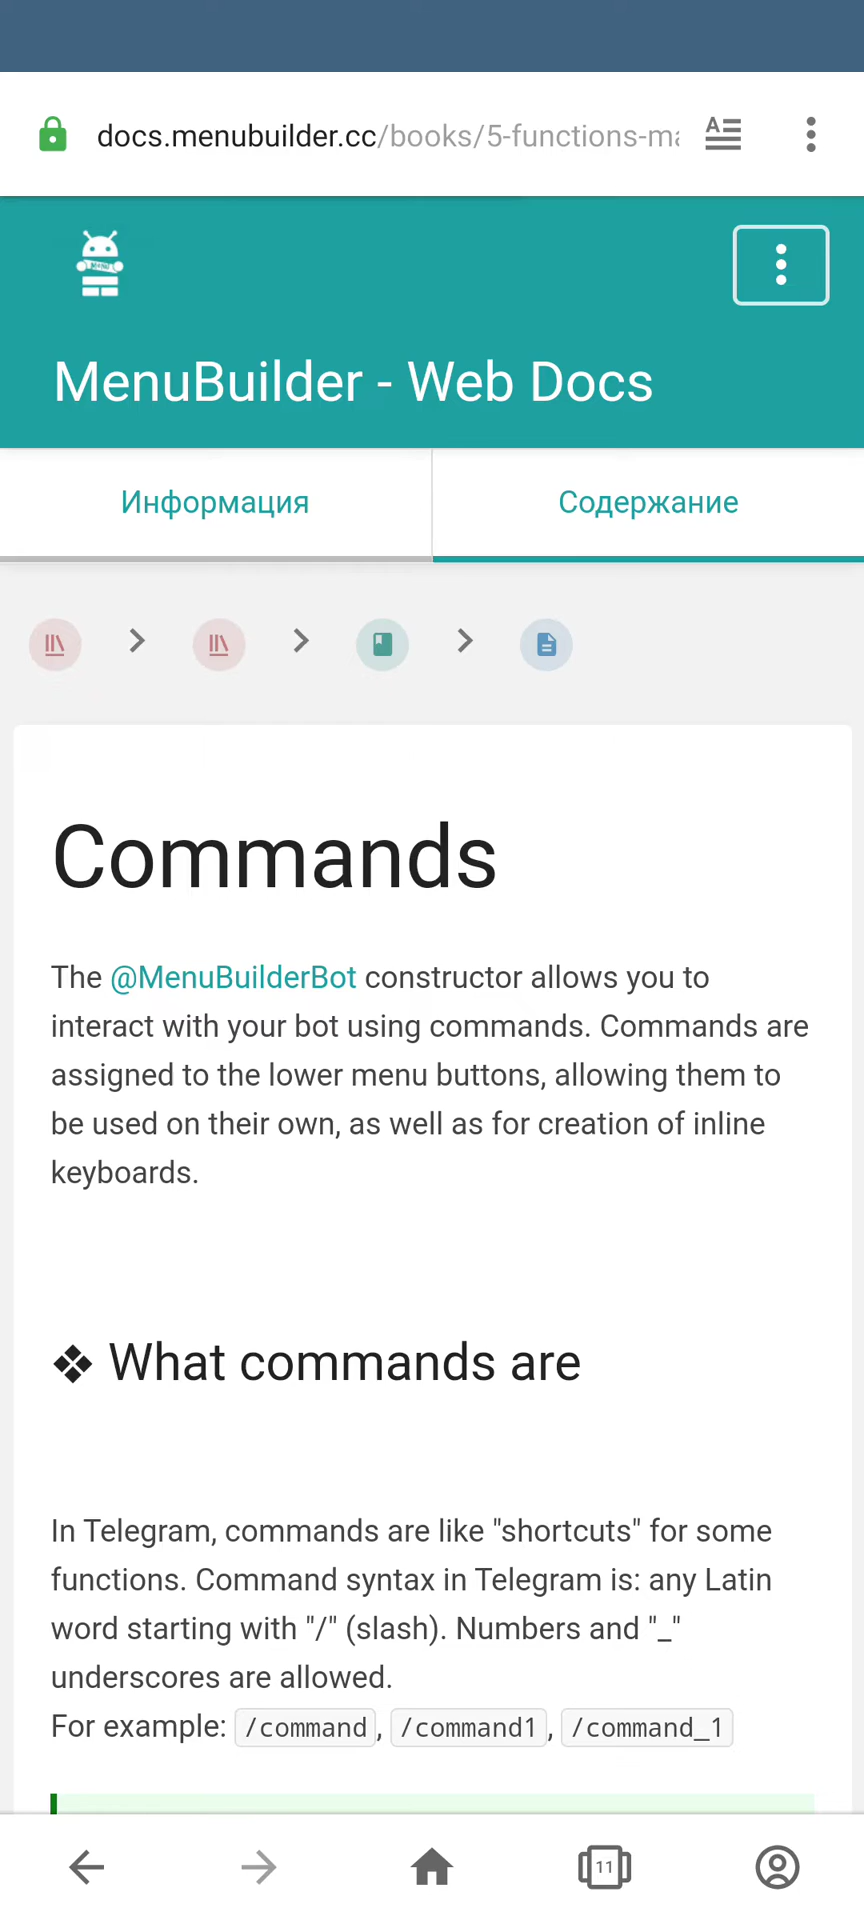 docs.menubuilder.cc/books/5-functions-ma
MenuBuilder - Web Docs
Информация
Содержание
Commands
The @MenuBuilderBot constructor allows you to
interact with your bot using commands. Commands are
assigned to the lower menu buttons, allowing them to
be used on their own, as well as for creation of inline
keyboards.
❖ What commands are
In Telegram, commands are like "shortcuts" for some
functions. Command syntax in Telegram is: any Latin
word starting with "/" (slash). Numbers and "_"
underscores are allowed.
For example: /command, /command1, /command_1
11